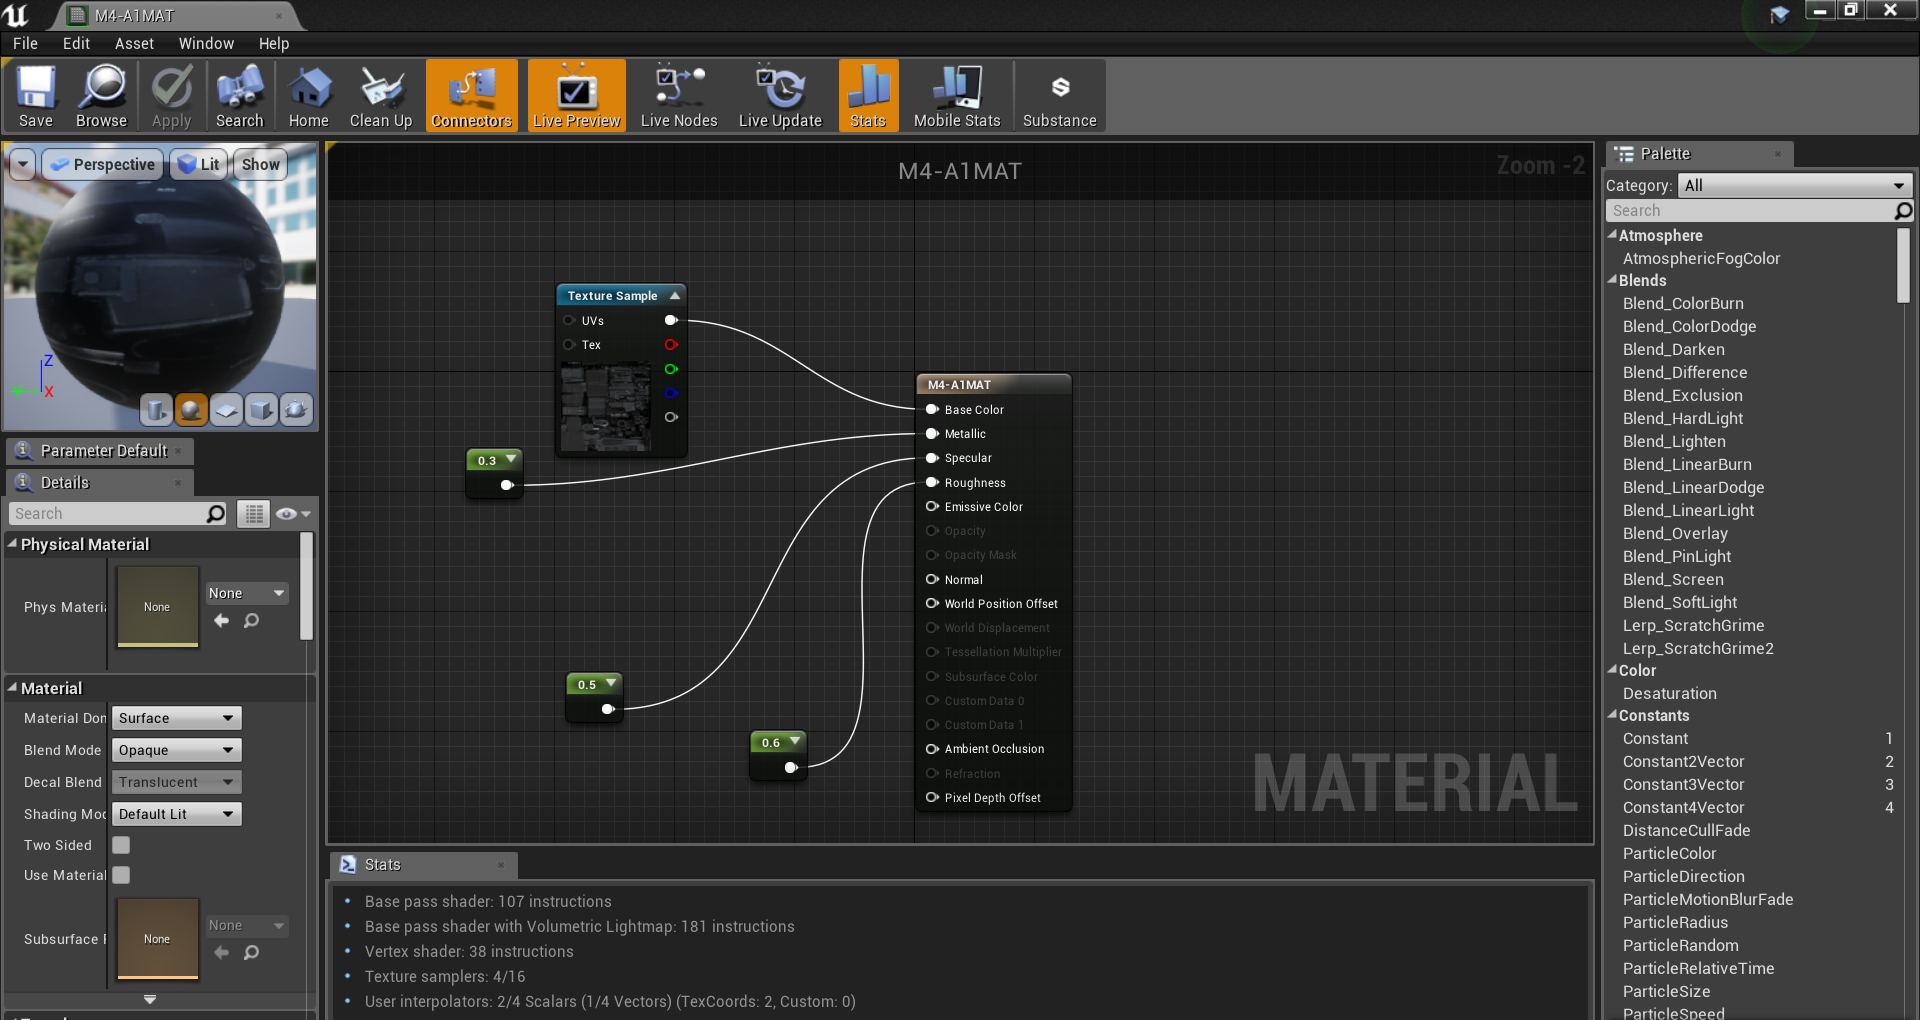 M4-A1MAT
File Edit Asset Window Help
Save Browse Apply Search Home Clean Up Connectors Live Preview Live Nodes Live Update Stats Mobile Stats Substance
Perspective Lit Show
Z
Y X
Parameter Default
Details
Search
Physical Material
Phys Materi
None
None
Material
Material Don Surface
Blend Mode Opaque
Decal Blend Translucent
Shading Mod Default Lit
Two Sided
Use Material
Subsurface P
None
None
M4-A1MAT
Zoom -2
Texture Sample
UVs
Tex
0.3
0.5
0.6
M4-A1MAT
Base Color
Metallic
Specular
Roughness
Emissive Color
Opacity
Opacity Mask
Normal
World Position Offset
World Displacement
Tessellation Multiplier
Subsurface Color
Custom Data 0
Custom Data 1
Ambient Occlusion
Refraction
Pixel Depth Offset
MATERIAL
Stats
Base pass shader: 107 instructions
Base pass shader with Volumetric Lightmap: 181 instructions
Vertex shader: 38 instructions
Texture samplers: 4/16
User interpolators: 2/4 Scalars (1/4 Vectors) (TexCoords: 2, Custom: 0)
Palette
Category: All
Search
Atmosphere
AtmosphericFogColor
Blends
Blend_ColorBurn
Blend_ColorDodge
Blend_Darken
Blend_Difference
Blend_Exclusion
Blend_HardLight
Blend_Lighten
Blend_LinearBurn
Blend_LinearDodge
Blend_LinearLight
Blend_Overlay
Blend_PinLight
Blend_Screen
Blend_SoftLight
Lerp_ScratchGrime
Lerp_ScratchGrime2
Color
Desaturation
Constants
Constant 1
Constant2Vector 2
Constant3Vector 3
Constant4Vector 4
DistanceCullFade
ParticleColor
ParticleDirection
ParticleMotionBlurFade
ParticleRadius
ParticleRandom
ParticleRelativeTime
ParticleSize
ParticleSpeed